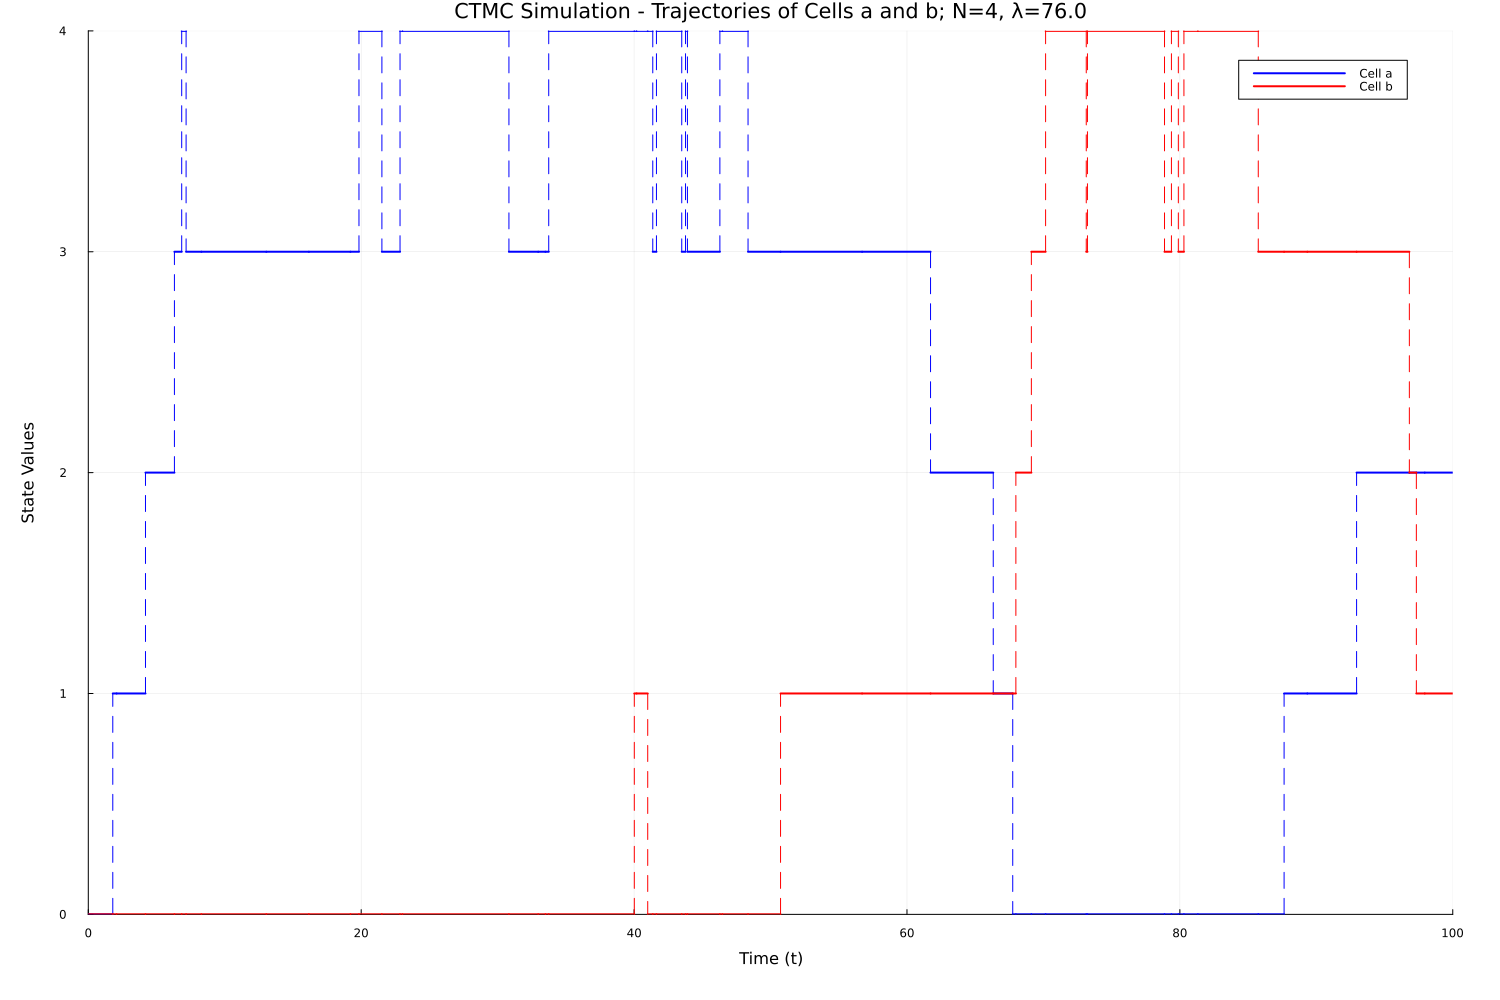 CTMC Simulation - Trajectories of Cells a and b; N=4, λ=76.0
4
Cell a
Cell b
3
State Values
2
1
0
0 20 40 60 80 100
Time (t)